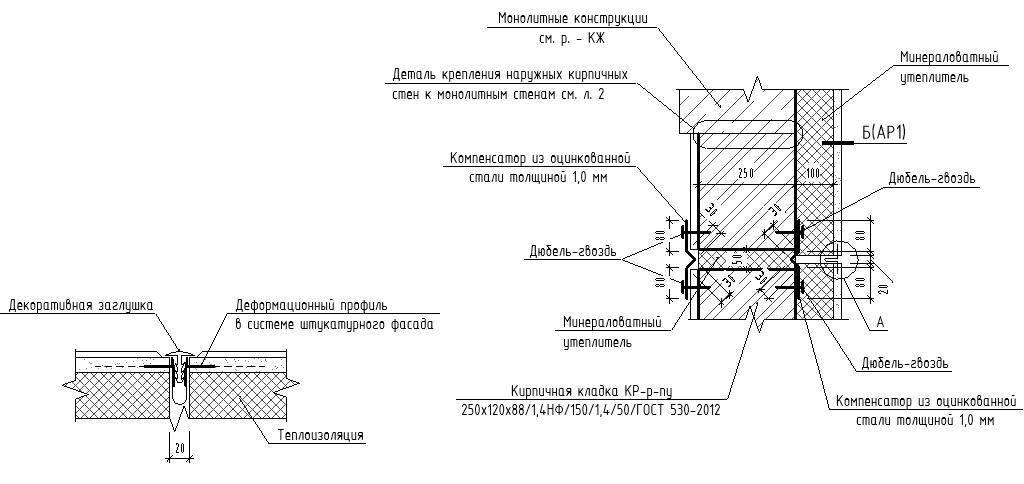 Монолитные конструкции
см. р. - КЖ
Минераловатный
утеплитель
Деталь крепления наружных кирпичных
стен к монолитным стенам см. л. 2
Б(АР1)
Компенсатор из оцинкованной
стали толщиной 1,0 мм
250
100
Дюбель-гвоздь
30
30
80
80
Дюбель-гвоздь
50
30
30
80
80
20
А
Минераловатный
утеплитель
Дюбель-гвоздь
Кирпичная кладка КР-р-пу
250х120х88/1,4НФ/150/1,4/50/ГОСТ 530-2012
Компенсатор из оцинкованной
стали толщиной 1,0 мм
Декоративная заглушка
Деформационный профиль
в системе штукатурного фасада
Теплоизоляция
20